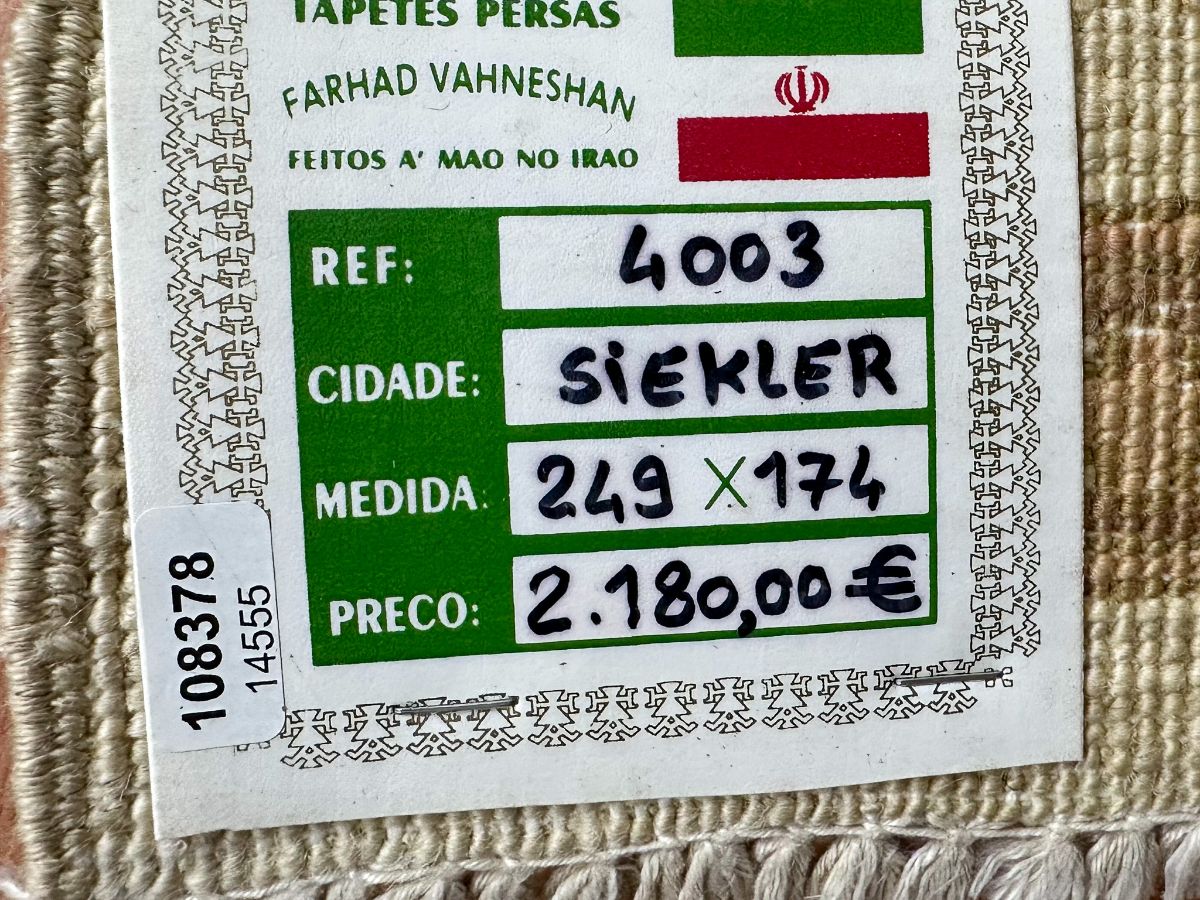 TAPETES PERSAS
FARHAD VAHNESHAN
FEITOS A' MAO NO IRAO
REF: 4003
CIDADE: SiEKLER
MEDIDA: 249 X 174
PRECO: 2.180,00 €
108378
14555